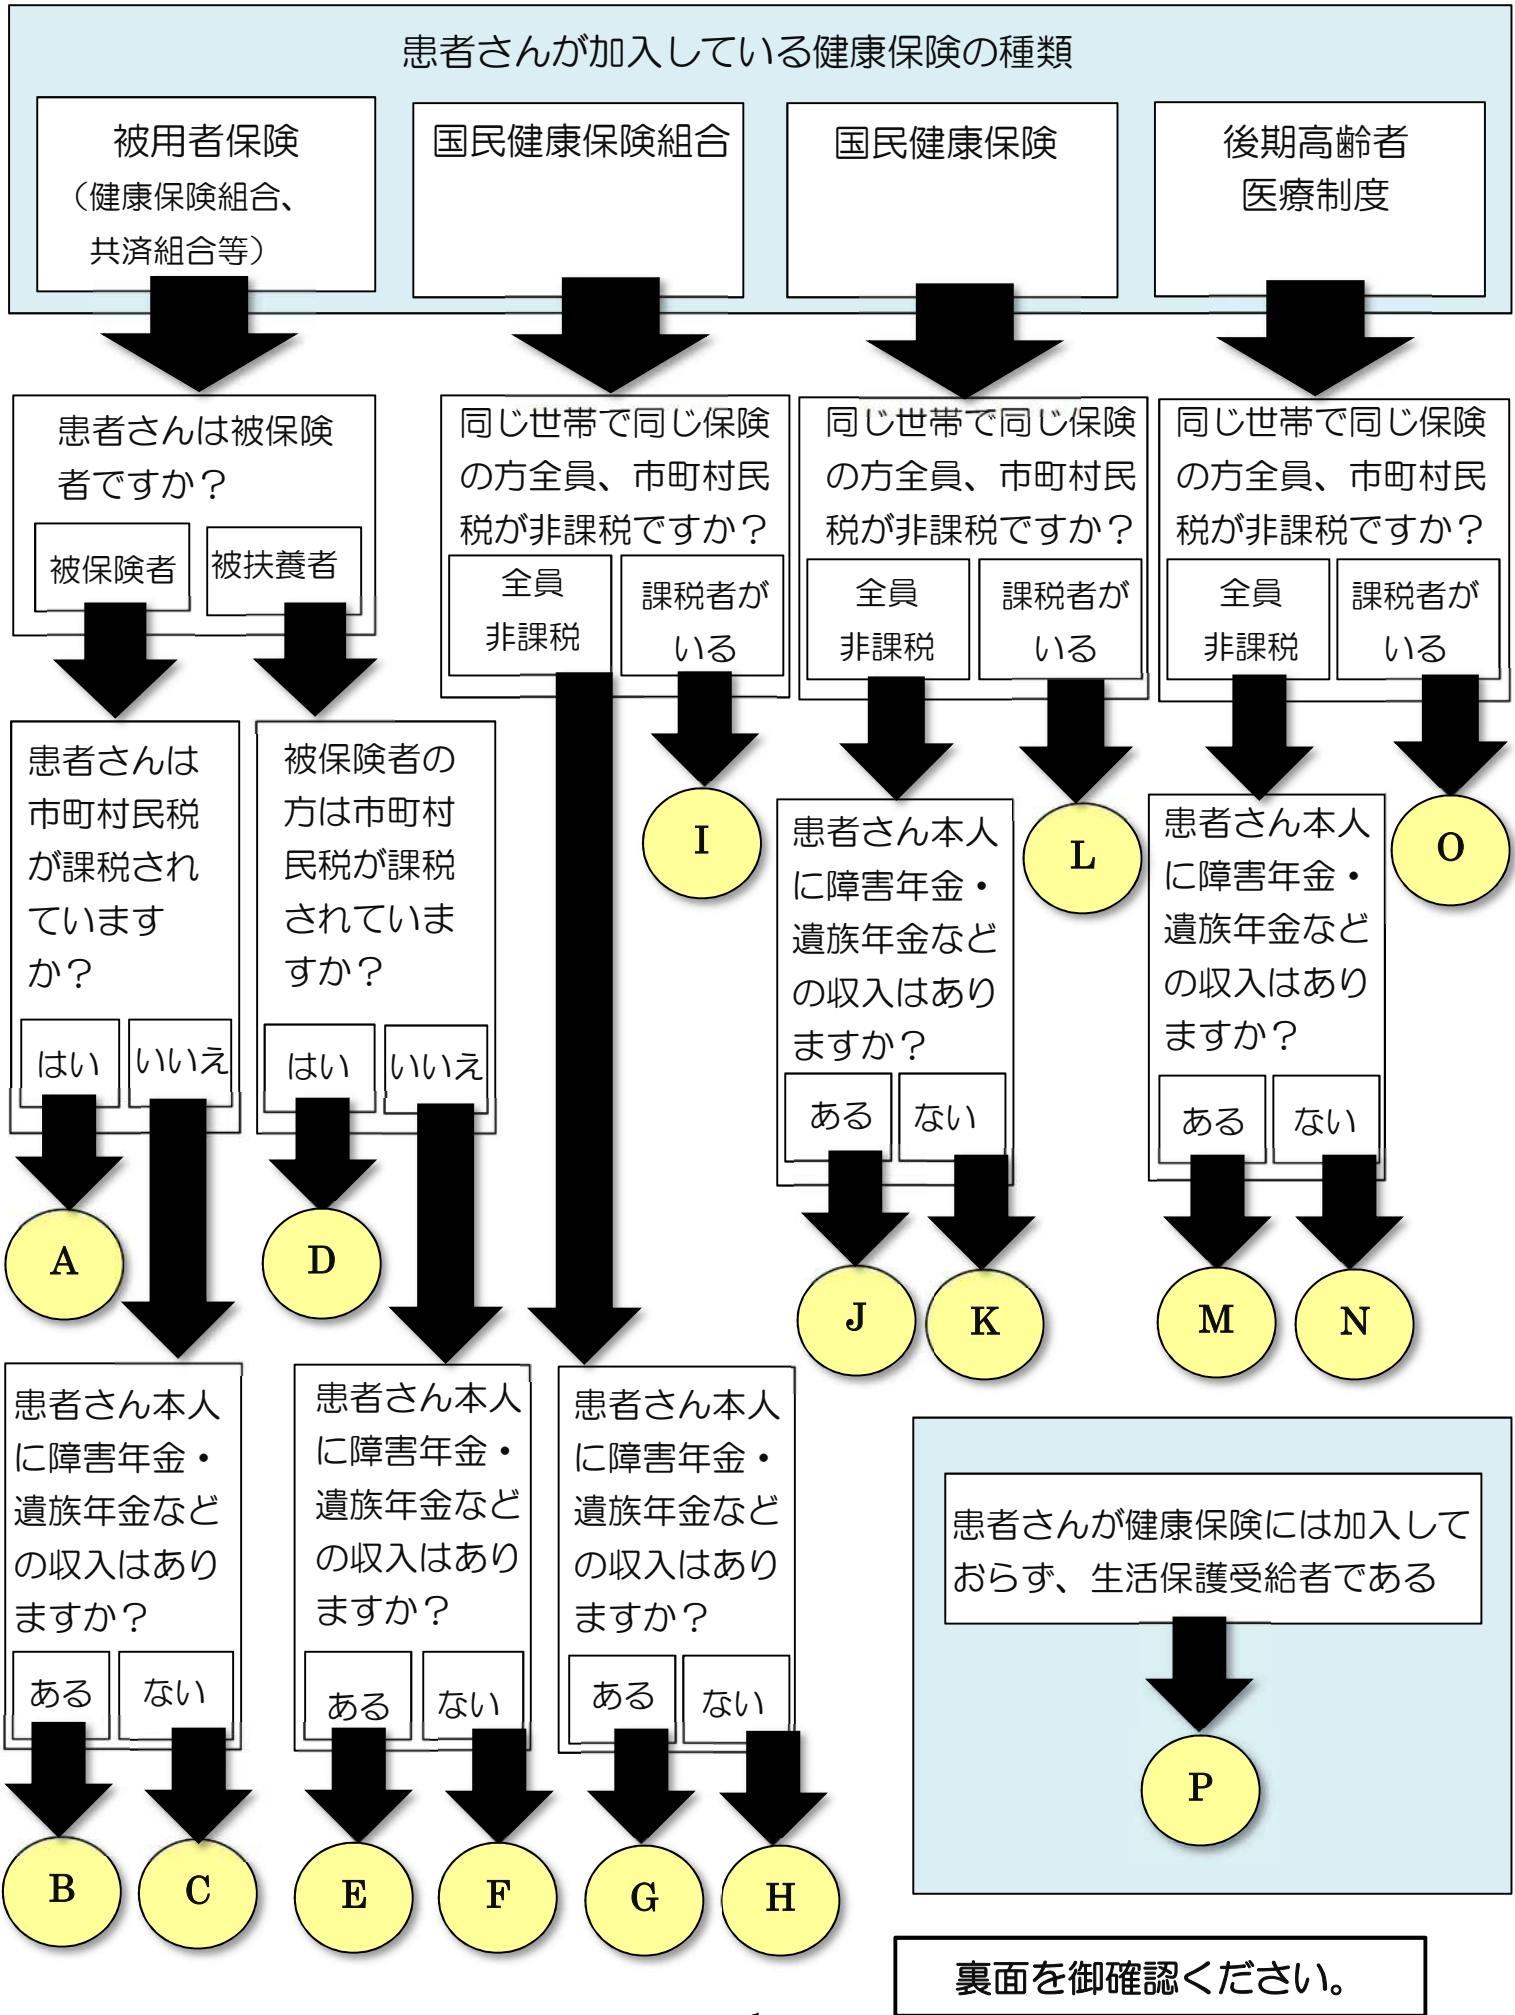 患者さんが加入している健康保険の種類
被用者保険
（健康保険組合、
共済組合等）
国民健康保険組合
国民健康保険
後期高齢者
医療制度
患者さんは被保険
者ですか？
被保険者
被扶養者
同じ世帯で同じ保険
の方全員、市町村民
税が非課税ですか？
全員
非課税
課税者が
いる
同じ世帯で同じ保険
の方全員、市町村民
税が非課税ですか？
全員
非課税
課税者が
いる
同じ世帯で同じ保険
の方全員、市町村民
税が非課税ですか？
全員
非課税
課税者が
いる
患者さんは
市町村民税
が課税され
ています
か？
はい
いいえ
被保険者の
方は市町村
民税が課税
されていま
すか？
はい
いいえ
I
患者さん本人
に障害年金・
遺族年金など
の収入はあり
ますか？
ある
ない
L
患者さん本人
に障害年金・
遺族年金など
の収入はあり
ますか？
ある
ない
O
A
D
J
K
M
N
患者さん本人
に障害年金・
遺族年金など
の収入はあり
ますか？
ある
ない
患者さん本人
に障害年金・
遺族年金など
の収入はあり
ますか？
ある
ない
患者さん本人
に障害年金・
遺族年金など
の収入はあり
ますか？
ある
ない
患者さんが健康保険には加入して
おらず、生活保護受給者である
P
B
C
E
F
G
H
裏面を御確認ください。